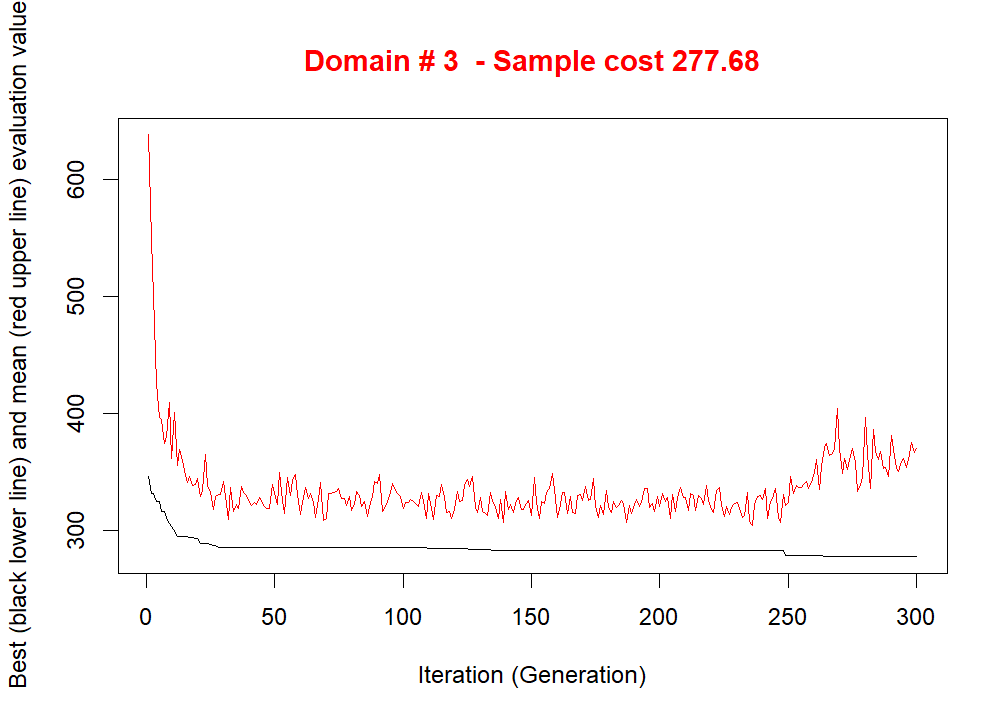 Domain # 3  - Sample cost 277.68
Best (black lower line) and mean (red upper line) evaluation value
600
500
400
300
0 50 100 150 200 250 300
Iteration (Generation)